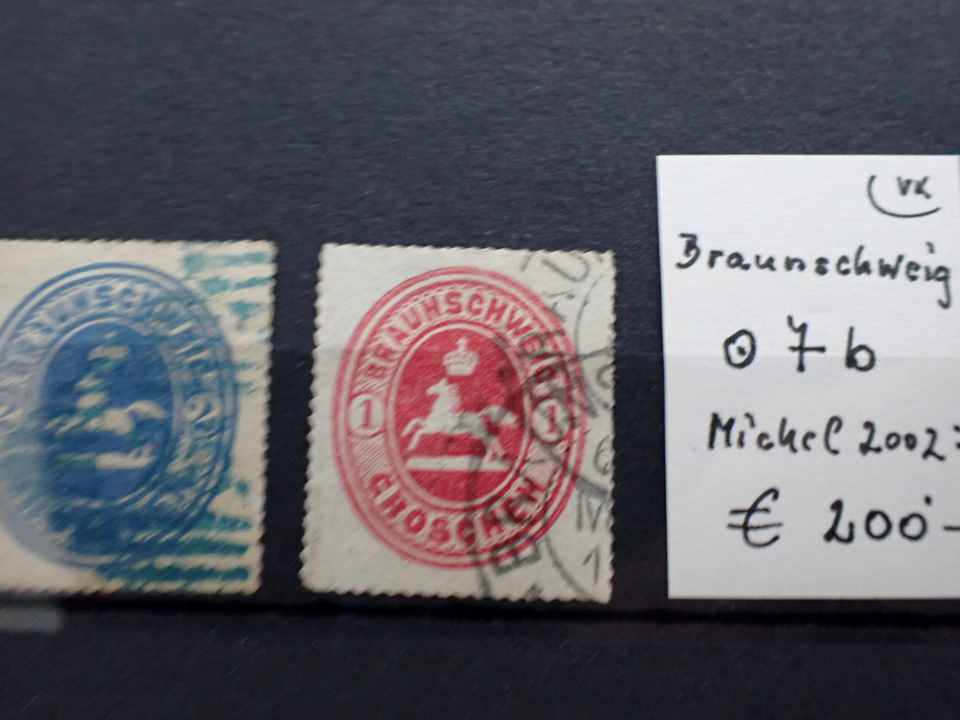 BRAUNSCHWEIG
1 1
GROSCHEN
VK
Braunschweig
⊙ 7 b
Michel 2002:
€ 200.-